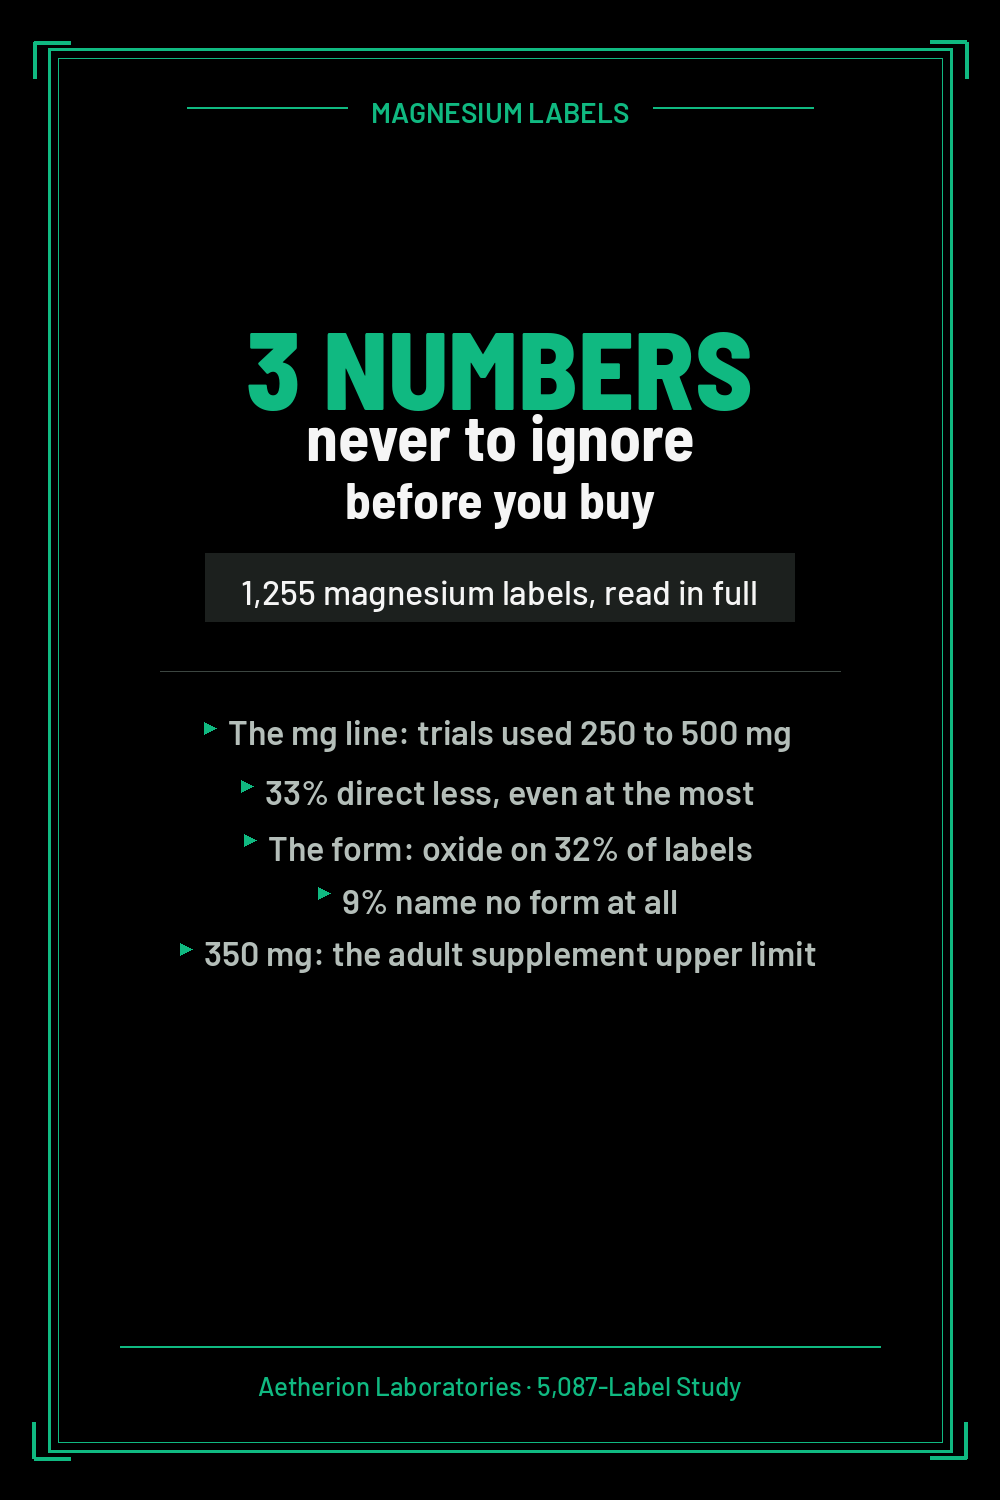 MAGNESIUM LABELS
3 NUMBERS
never to ignore
before you buy
1,255 magnesium labels, read in full
► The mg line: trials used 250 to 500 mg
► 33% direct less, even at the most
► The form: oxide on 32% of labels
► 9% name no form at all
► 350 mg: the adult supplement upper limit
Aetherion Laboratories · 5,087-Label Study